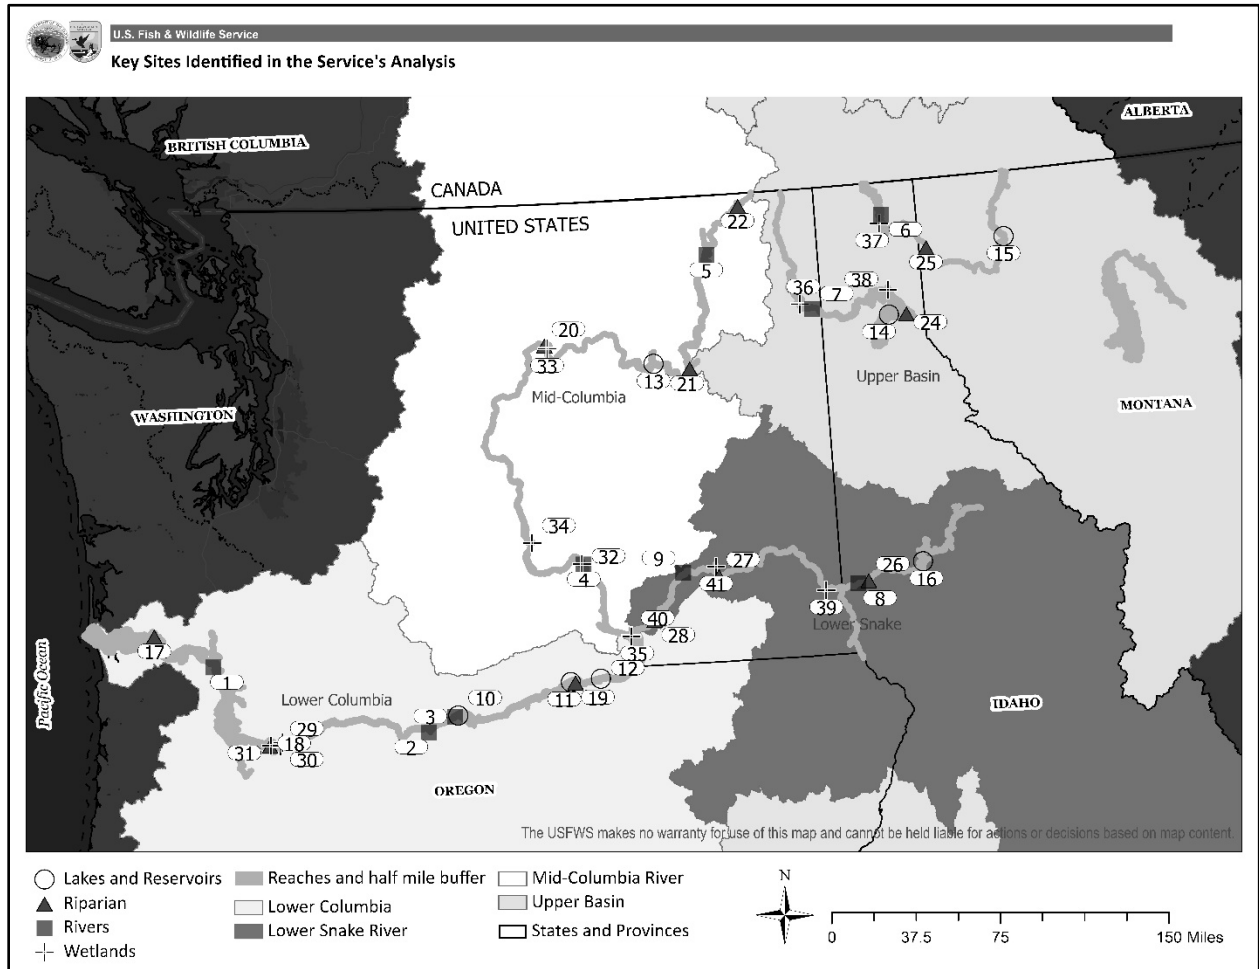 U.S. Fish & Wildlife Service
Key Sites Identified in the Service's Analysis
ALBERTA
BRITISH COLUMBIA
CANADA
UNITED STATES
22
37
6
5
25
15
36
7
38
14
24
20
33
13
21
Mid-Columbia
Upper Basin
WASHINGTON
MONTANA
34
32
4
9
27
41
26
16
39
8
Lower Snake
40
28
17
35
12
1
Lower Columbia
10
11
19
3
2
29
18
31
30
IDAHO
Pacific Ocean
OREGON
The USFWS makes no warranty for use of this map and cannot be held liable for actions or decisions based on map content.
Lakes and Reservoirs
Riparian
Rivers
Wetlands
Reaches and half mile buffer
Lower Columbia
Lower Snake River
Mid-Columbia River
Upper Basin
States and Provinces
N
0 37.5 75 150 Miles